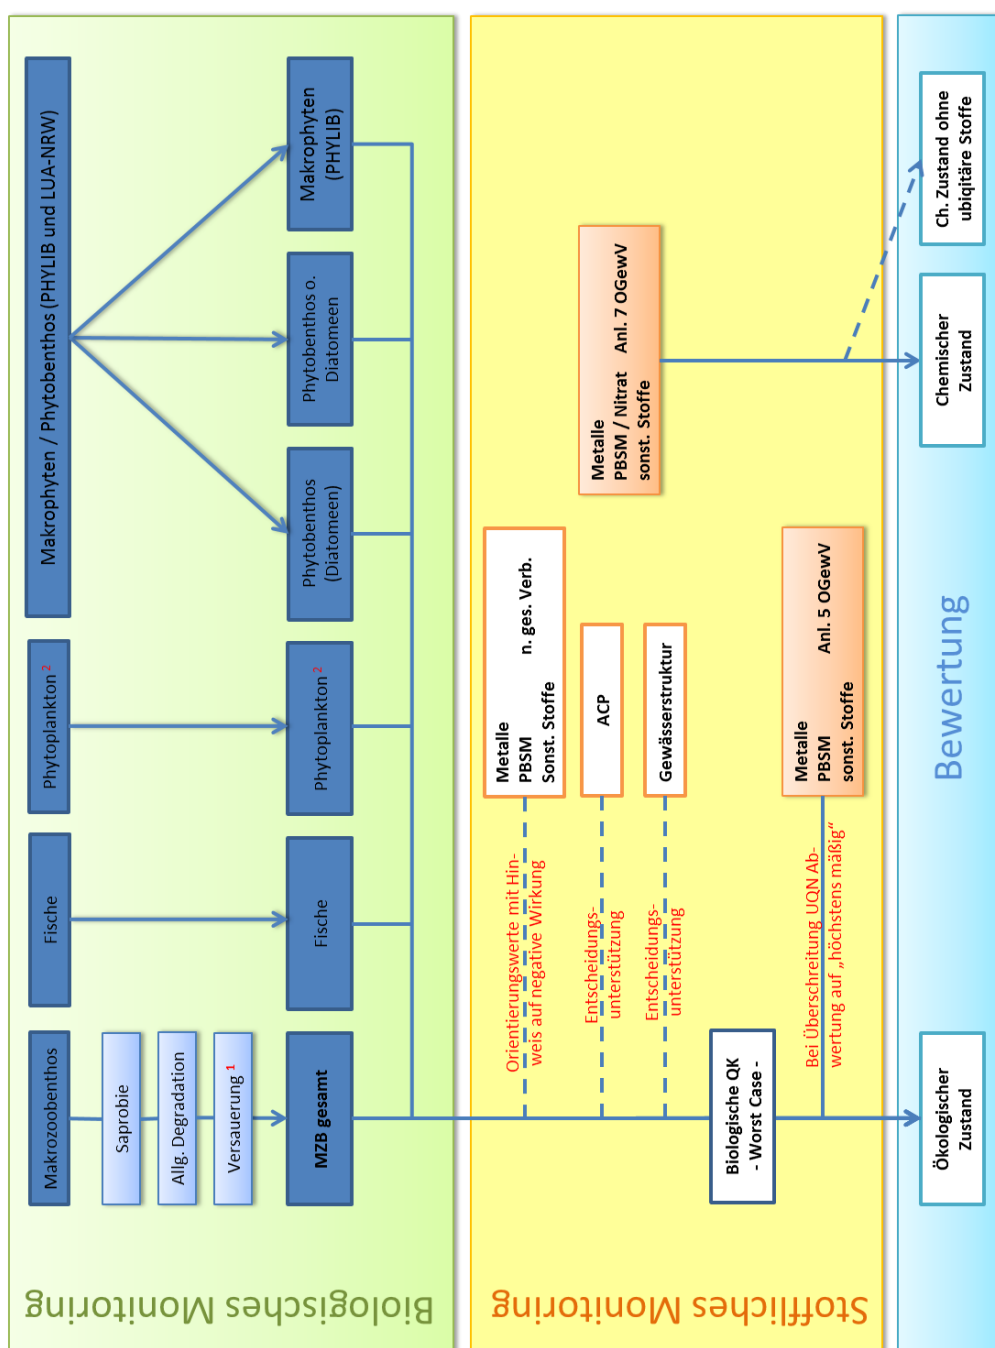 Biologisches Monitoring
Makrozoobenthos
Fische
Phytoplankton ²
Makrophyten / Phytobenthos (PHYLIB und LUA-NRW)
Saprobie
Allg. Degradation
Versauerung ¹
MZB gesamt
Fische
Phytoplankton ²
Phytobenthos
(Diatomeen)
Phytobenthos o.
Diatomeen
Makrophyten
(PHYLIB)
Stoffliches Monitoring
Orientierungswerte mit Hin-
weis auf negative Wirkung
Metalle
PBSM n. ges. Verb.
Sonst. Stoffe
Entscheidungs-
unterstützung
ACP
Entscheidungs-
unterstützung
Gewässerstruktur
Metalle
PBSM / Nitrat Anl. 7 OGewV
sonst. Stoffe
Biologische QK
- Worst Case -
Bei Überschreitung UQN Ab-
wertung auf „höchstens mäßig“
Metalle
PBSM Anl. 5 OGewV
sonst. Stoffe
Ökologischer
Zustand
Bewertung
Chemischer
Zustand
Ch. Zustand ohne
ubiqitäre Stoffe